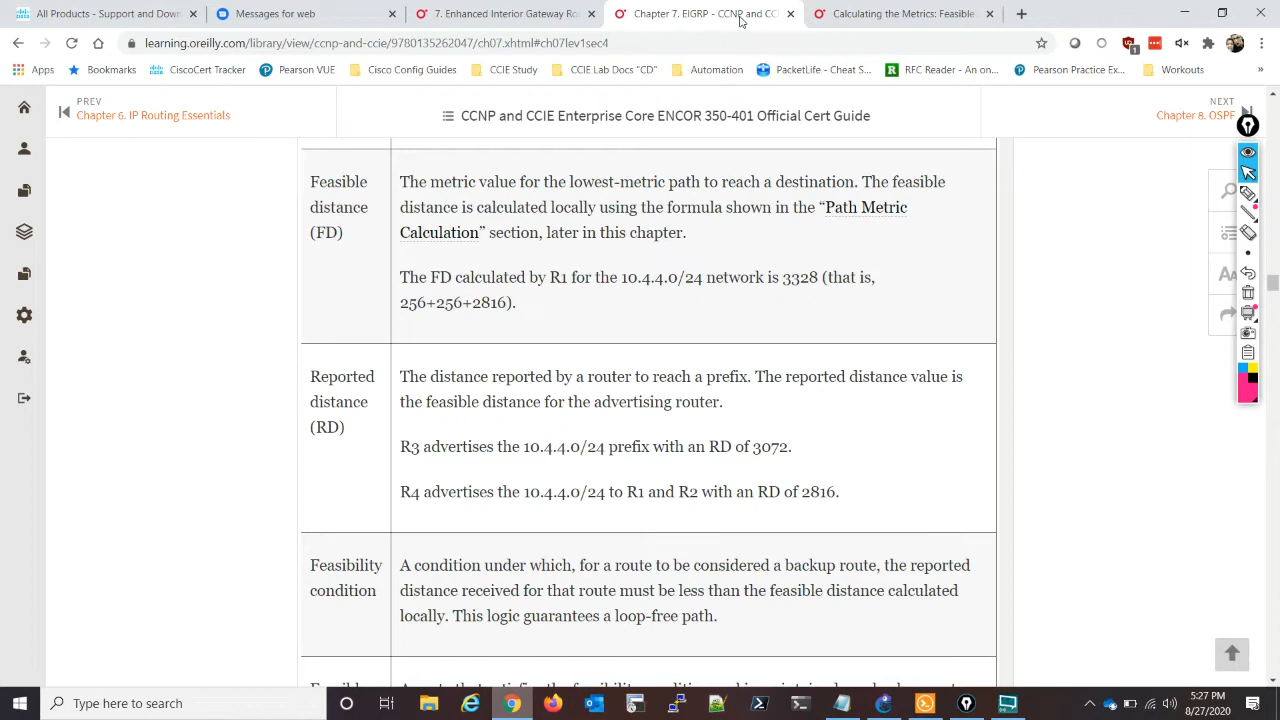 All PC Products - Support and Down
Messages for web
7. Enhanced Interior Gateway Ro
Chapter 7. EIGRP - CCNP and CC
Calculating the Metrics: Feasible
learning.oreilly.com/library/view/ccnp-and-ccie/9780135262047/ch07.xhtml#ch07lev1sec4
1
Apps
Bookmarks
Cisco Cert Tracker
Pearson VUE
Cisco Config Guides
CCIE Study
CCIE Lab Docs "CD"
Automation
PacketLife - Cheat S...
RFC Reader - An on...
Pearson Practice Ex...
Workouts
»
PREV
Chapter 6. IP Routing Essentials
CCNP and CCIE Enterprise Core ENCOR 350-401 Official Cert Guide
NEXT
Chapter 8. OSPF
Feasible
distance
(FD)
The metric value for the lowest-metric path to reach a destination. The feasible
distance is calculated locally using the formula shown in the “Path Metric
Calculation” section, later in this chapter.
The FD calculated by R1 for the 10.4.4.0/24 network is 3328 (that is,
256+256+2816).
Reported
distance
(RD)
The distance reported by a router to reach a prefix. The reported distance value is
the feasible distance for the advertising router.
R3 advertises the 10.4.4.0/24 prefix with an RD of 3072.
R4 advertises the 10.4.4.0/24 to R1 and R2 with an RD of 2816.
Feasibility
condition
A condition under which, for a route to be considered a backup route, the reported
distance received for that route must be less than the feasible distance calculated
locally. This logic guarantees a loop-free path.
Type here to search
5:27 PM
8/27/2020